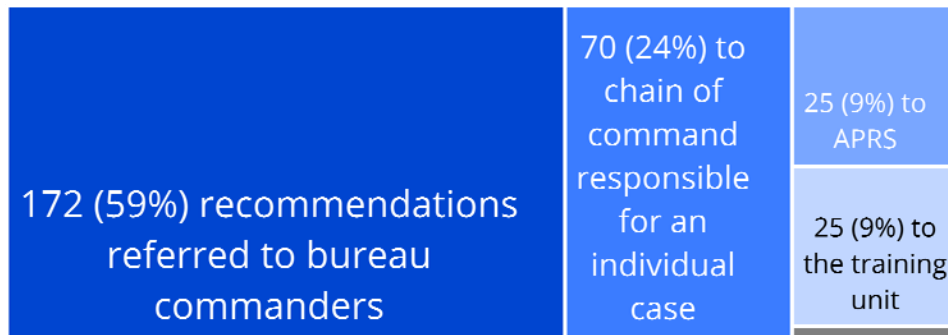 172 (59%) recommendations
referred to bureau
commanders
70 (24%) to
chain of
command
responsible
for an
individual
case
25 (9%) to
APRS
25 (9%) to
the training
unit